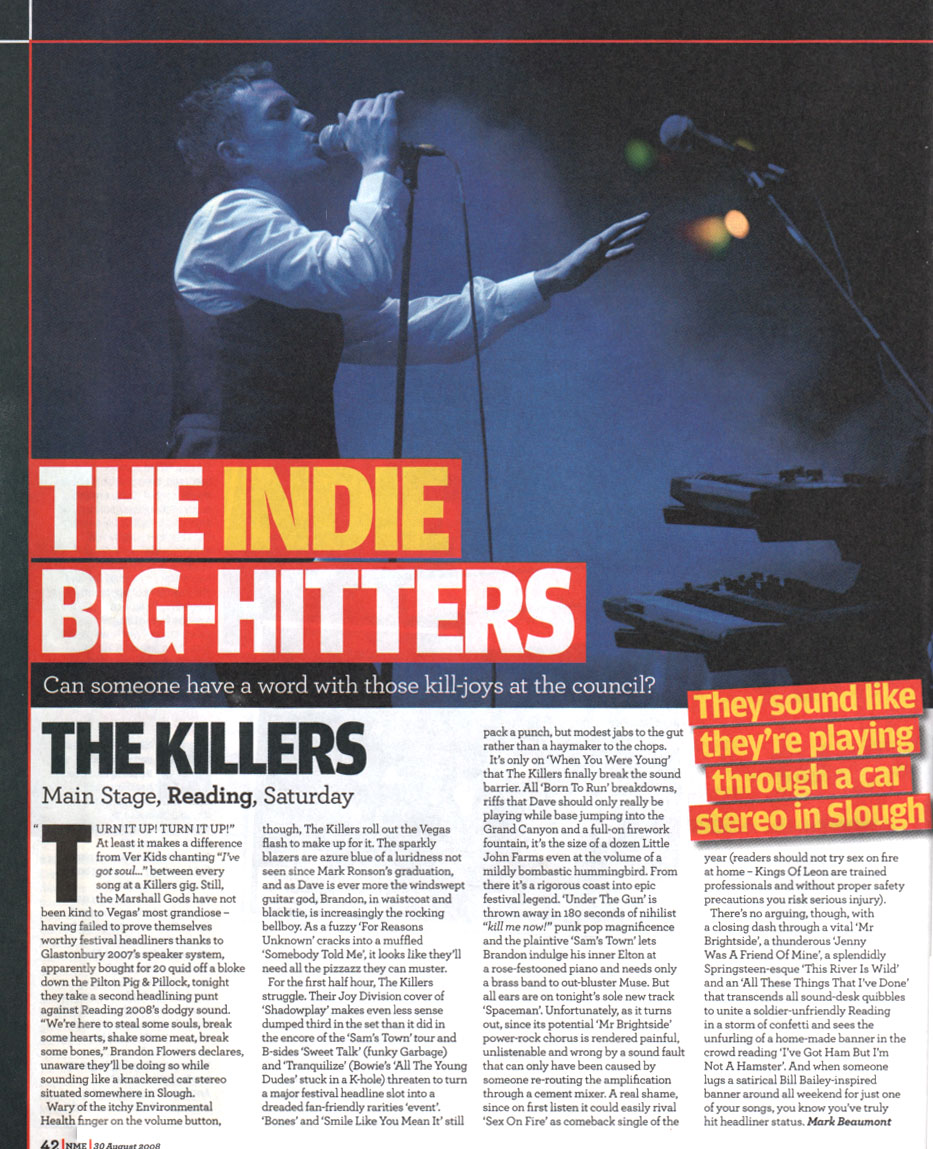 THE INDIE
BIG-HITTERS
Can someone have a word with those kill-joys at the council?
THE KILLERS
Main Stage, Reading, Saturday
“TURN IT UP! TURN IT UP!”
At least it makes a difference
from Ver Kids chanting “I’ve
got soul...” between every
song at a Killers gig. Still,
the Marshall Gods have not
been kind to Vegas’ most grandiose –
having failed to prove themselves
worthy festival headliners thanks to
Glastonbury 2007’s speaker system,
apparently bought for 20 quid off a bloke
down the Pilton Pig & Pillock, tonight
they take a second headlining punt
against Reading 2008’s dodgy sound.
“We’re here to steal some souls, break
some hearts, shake some meat, break
some bones,” Brandon Flowers declares,
unaware they’ll be doing so while
sounding like a knackered car stereo
situated somewhere in Slough.
Wary of the itchy Environmental
Health finger on the volume button,
though, The Killers roll out the Vegas
flash to make up for it. The sparkly
blazers are azure blue of a luridness not
seen since Mark Ronson’s graduation,
and as Dave is ever more the windswept
guitar god, Brandon, in waistcoat and
black tie, is increasingly the rocking
bellboy. As a fuzzy ‘For Reasons
Unknown’ cracks into a muffled
‘Somebody Told Me’, it looks like they’ll
need all the pizzazz they can muster.
For the first half hour, The Killers
struggle. Their Joy Division cover of
‘Shadowplay’ makes even less sense
dumped third in the set than it did in
the encore of the ‘Sam’s Town’ tour and
B-sides ‘Sweet Talk’ (funky Garbage)
and ‘Tranquilize’ (Bowie’s ‘All The Young
Dudes’ stuck in a K-hole) threaten to turn
a major festival headline slot into a
dreaded fan-friendly rarities ‘event’.
‘Bones’ and ‘Smile Like You Mean It’ still
pack a punch, but modest jabs to the gut
rather than a haymaker to the chops.
It’s only on ‘When You Were Young’
that The Killers finally break the sound
barrier. All ‘Born To Run’ breakdowns,
riffs that Dave should only really be
playing while base jumping into the
Grand Canyon and a full-on firework
fountain, it’s the size of a dozen Little
John Farms even at the volume of a
mildly bombastic hummingbird. From
there it’s a rigorous coast into epic
festival legend. ‘Under The Gun’ is
thrown away in 180 seconds of nihilist
“kill me now!” punk pop magnificence
and the plaintive ‘Sam’s Town’ lets
Brandon indulge his inner Elton at
a rose-festooned piano and needs only
a brass band to out-bluster Muse. But
all ears are on tonight’s sole new track
‘Spaceman’. Unfortunately, as it turns
out, since its potential ‘Mr Brightside’
power-rock chorus is rendered painful,
unlistenable and wrong by a sound fault
that can only have been caused by
someone re-routing the amplification
through a cement mixer. A real shame,
since on first listen it could easily rival
‘Sex On Fire’ as comeback single of the
They sound like
they’re playing
through a car
stereo in Slough
year (readers should not try sex on fire
at home – Kings Of Leon are trained
professionals and without proper safety
precautions you risk serious injury).
There’s no arguing, though, with
a closing dash through a vital ‘Mr
Brightside’, a thunderous ‘Jenny
Was A Friend Of Mine’, a splendidly
Springsteen-esque ‘This River Is Wild’
and an ‘All These Things That I’ve Done’
that transcends all sound-desk quibbles
to unite a soldier-unfriendly Reading
in a storm of confetti and sees the
unfurling of a home-made banner in the
crowd reading ‘I’ve Got Ham But I’m
Not A Hamster’. And when someone
lugs a satirical Bill Bailey-inspired
banner around all weekend for just one
of your songs, you know you’ve truly
hit headliner status. Mark Beaumont
42 NME 30 August 2008